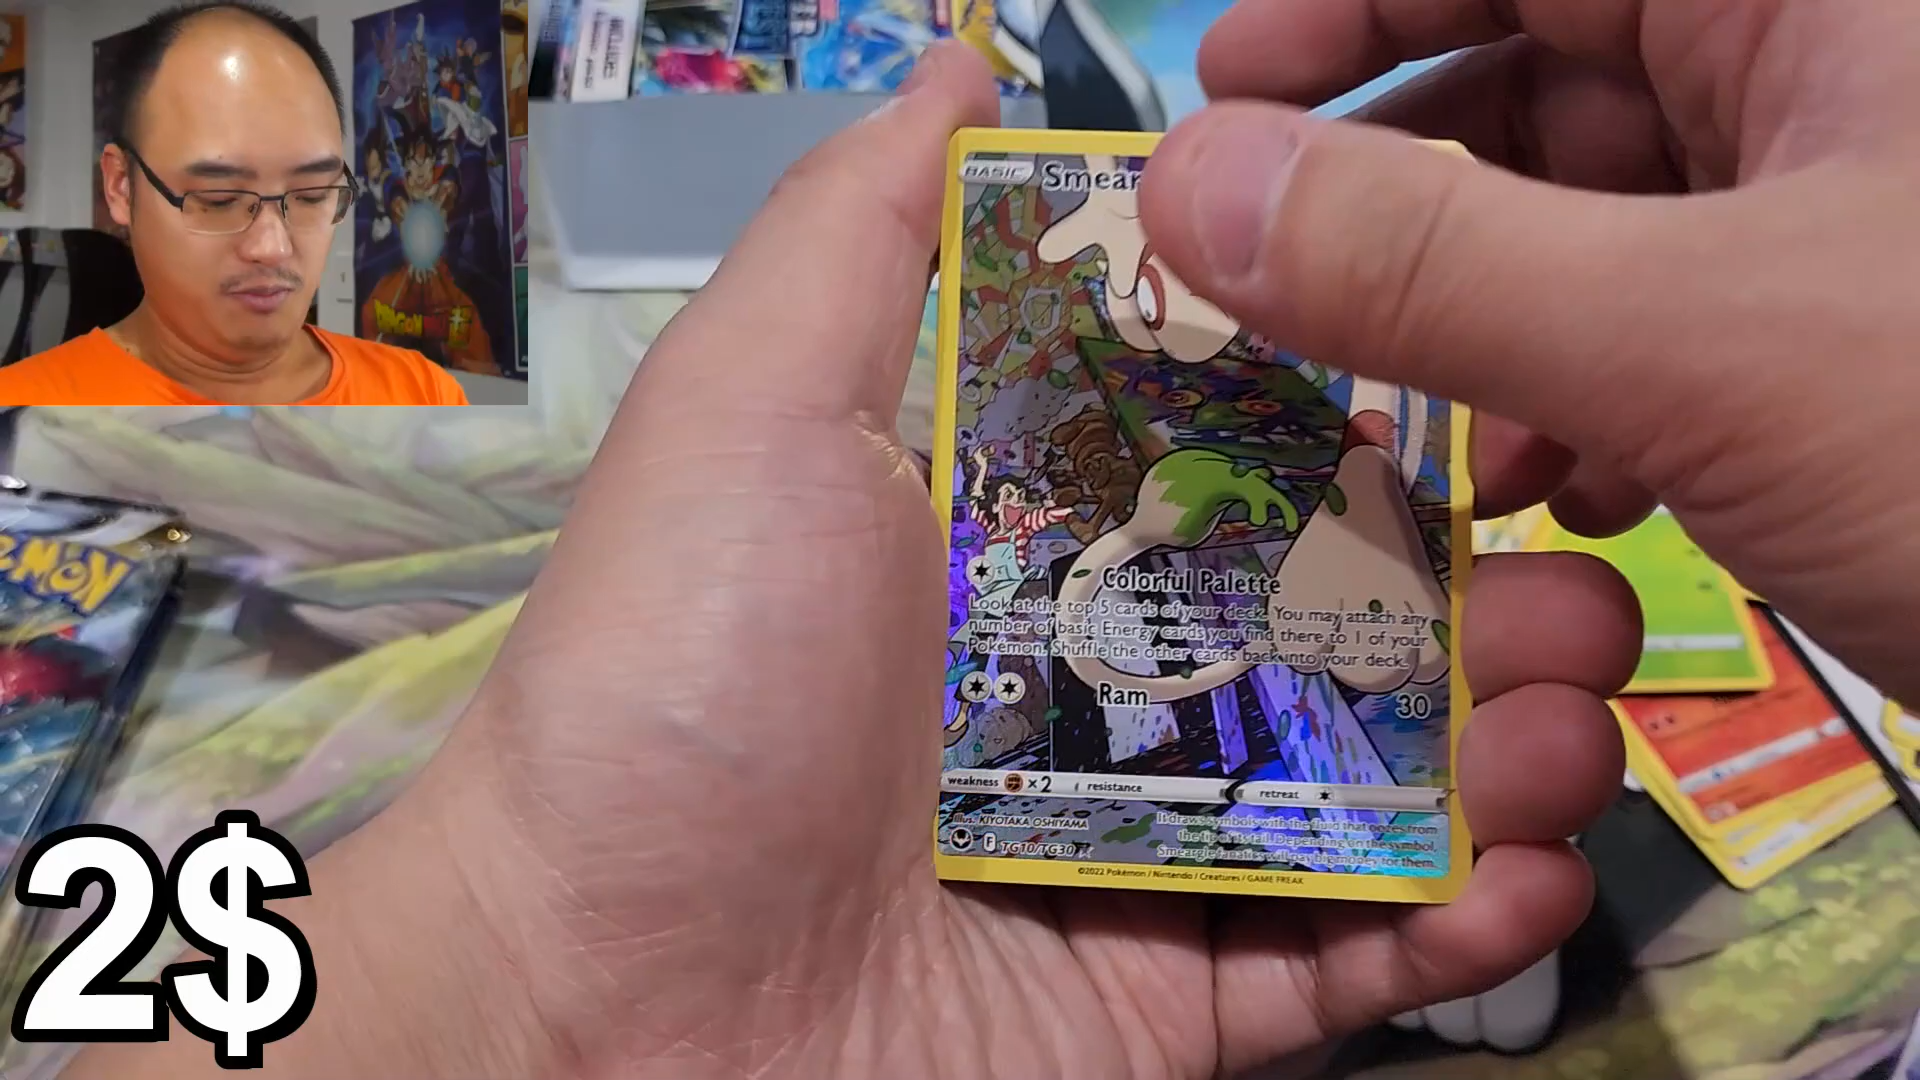 BASIC Smear
Colorful Palette
Look at the top 5 cards of your deck. You may attach any
number of basic Energy cards you find there to 1 of your
Pokémon. Shuffle the other cards back into your deck.
Ram 30
weakness ×2 resistance retreat
Illus. KIYOTAKA OSHIYAMA
It draws symbols with the fluid that oozes from
the tip of its tail. Depending on the symbol,
Smeargle fanatics will pay big money for them.
F TG10/TG30
©2022 Pokémon / Nintendo / Creatures / GAME FREAK
DRAGON
2$